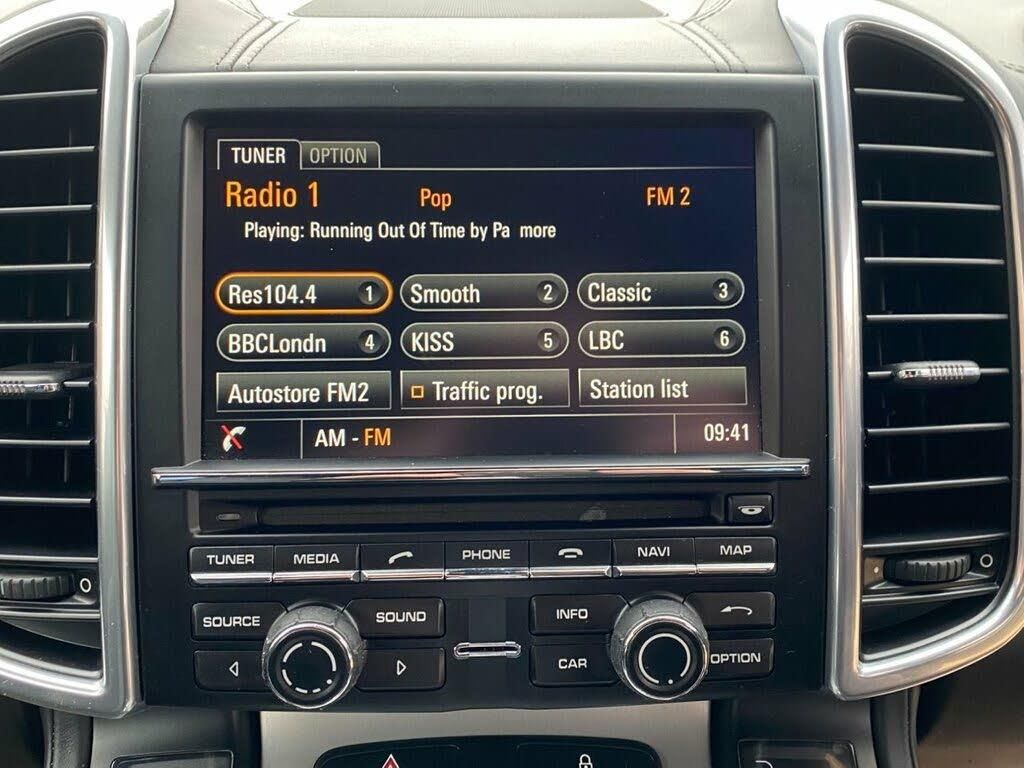 TUNER OPTION
Radio 1 Pop FM 2
Playing: Running Out Of Time by Pa more
Res104.4 1 Smooth 2 Classic 3
BBCLondn 4 KISS 5 LBC 6
Autostore FM2 Traffic prog. Station list
AM - FM 09:41
TUNER MEDIA PHONE NAVI MAP
SOURCE SOUND INFO
CAR OPTION